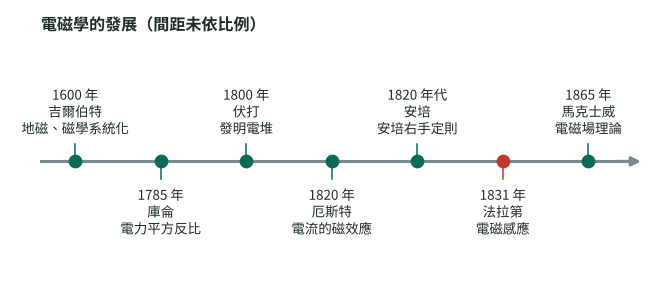 電磁學的發展（間距未依比例）
1600 年
吉爾伯特
地磁、磁學系統化
1785 年
庫侖
電力平方反比
1800 年
伏打
發明電堆
1820 年
厄斯特
電流的磁效應
1820 年代
安培
安培右手定則
1831 年
法拉第
電磁感應
1865 年
馬克士威
電磁場理論